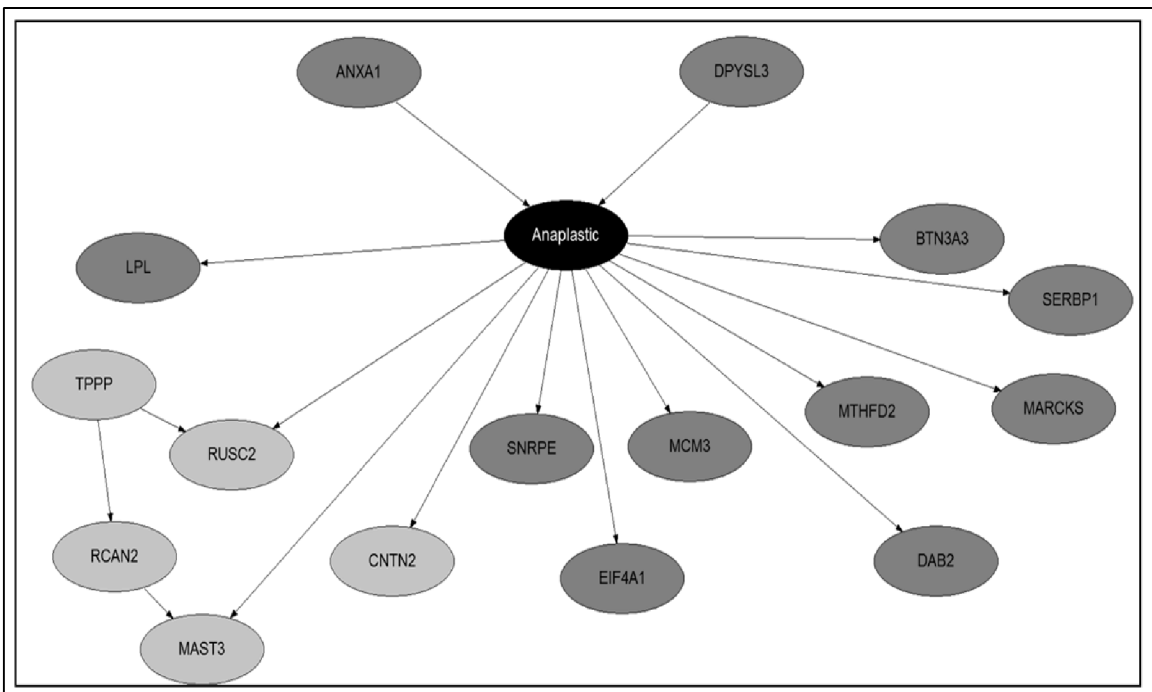 ANXA1
DPYSL3
Anaplastic
BTN3A3
LPL
SERBP1
TPPP
MTHFD2
MARCKS
RUSC2
SNRPE
MCM3
RCAN2
CNTN2
EIF4A1
DAB2
MAST3